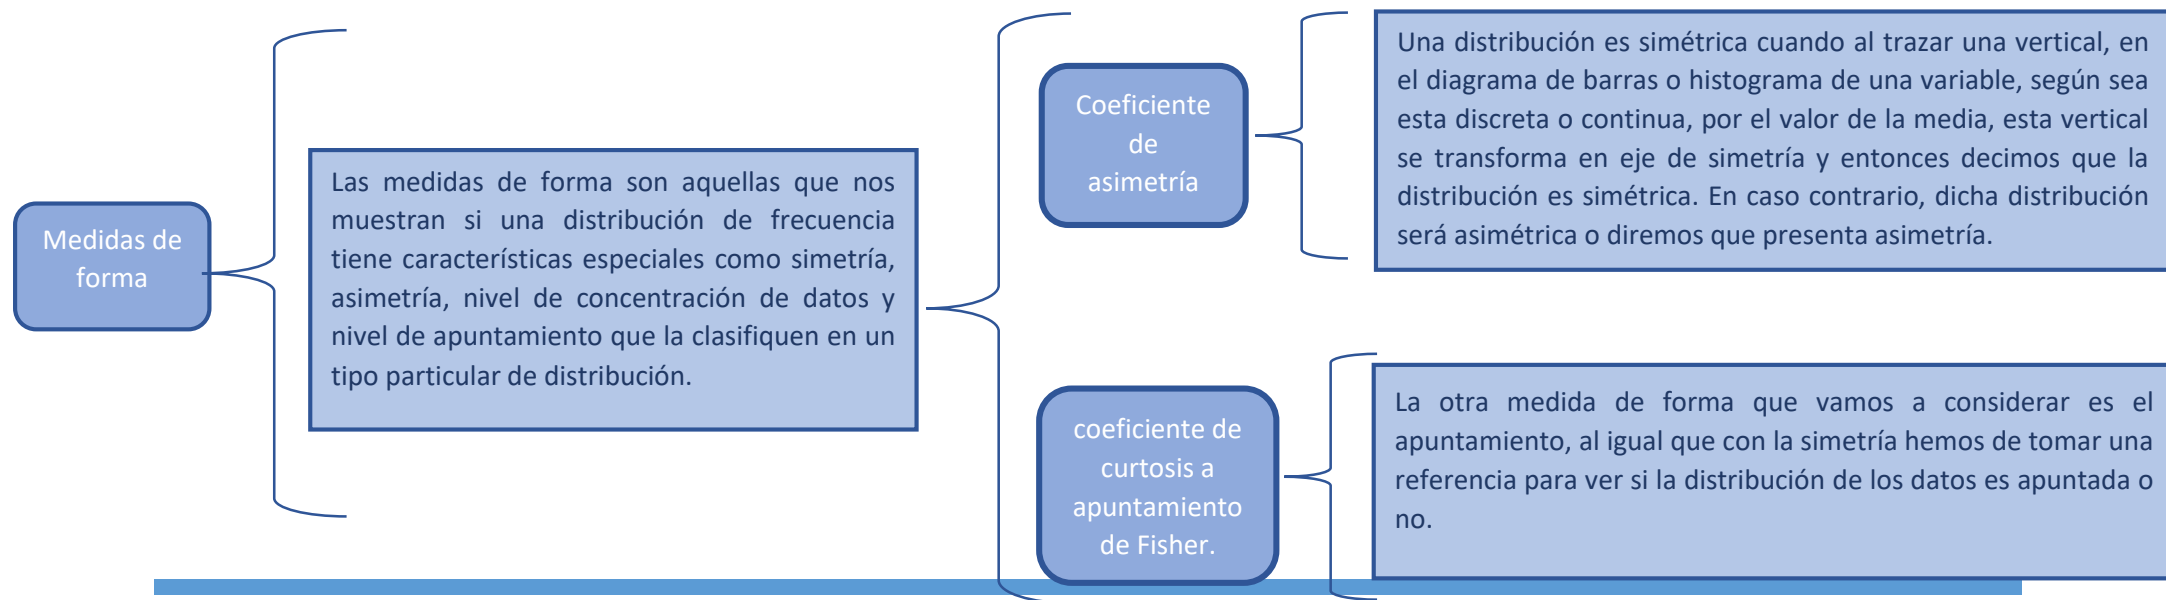 Medidas de
forma
Las medidas de forma son aquellas que nos
muestran si una distribución de frecuencia
tiene características especiales como simetría,
asimetría, nivel de concentración de datos y
nivel de apuntamiento que la clasifiquen en un
tipo particular de distribución.
Coeficiente
de
asimetría
Una distribución es simétrica cuando al trazar una vertical, en
el diagrama de barras o histograma de una variable, según sea
esta discreta o continua, por el valor de la media, esta vertical
se transforma en eje de simetría y entonces decimos que la
distribución es simétrica. En caso contrario, dicha distribución
será asimétrica o diremos que presenta asimetría.
coeficiente de
curtosis a
apuntamiento
de Fisher.
La otra medida de forma que vamos a considerar es el
apuntamiento, al igual que con la simetría hemos de tomar una
referencia para ver si la distribución de los datos es apuntada o
no.